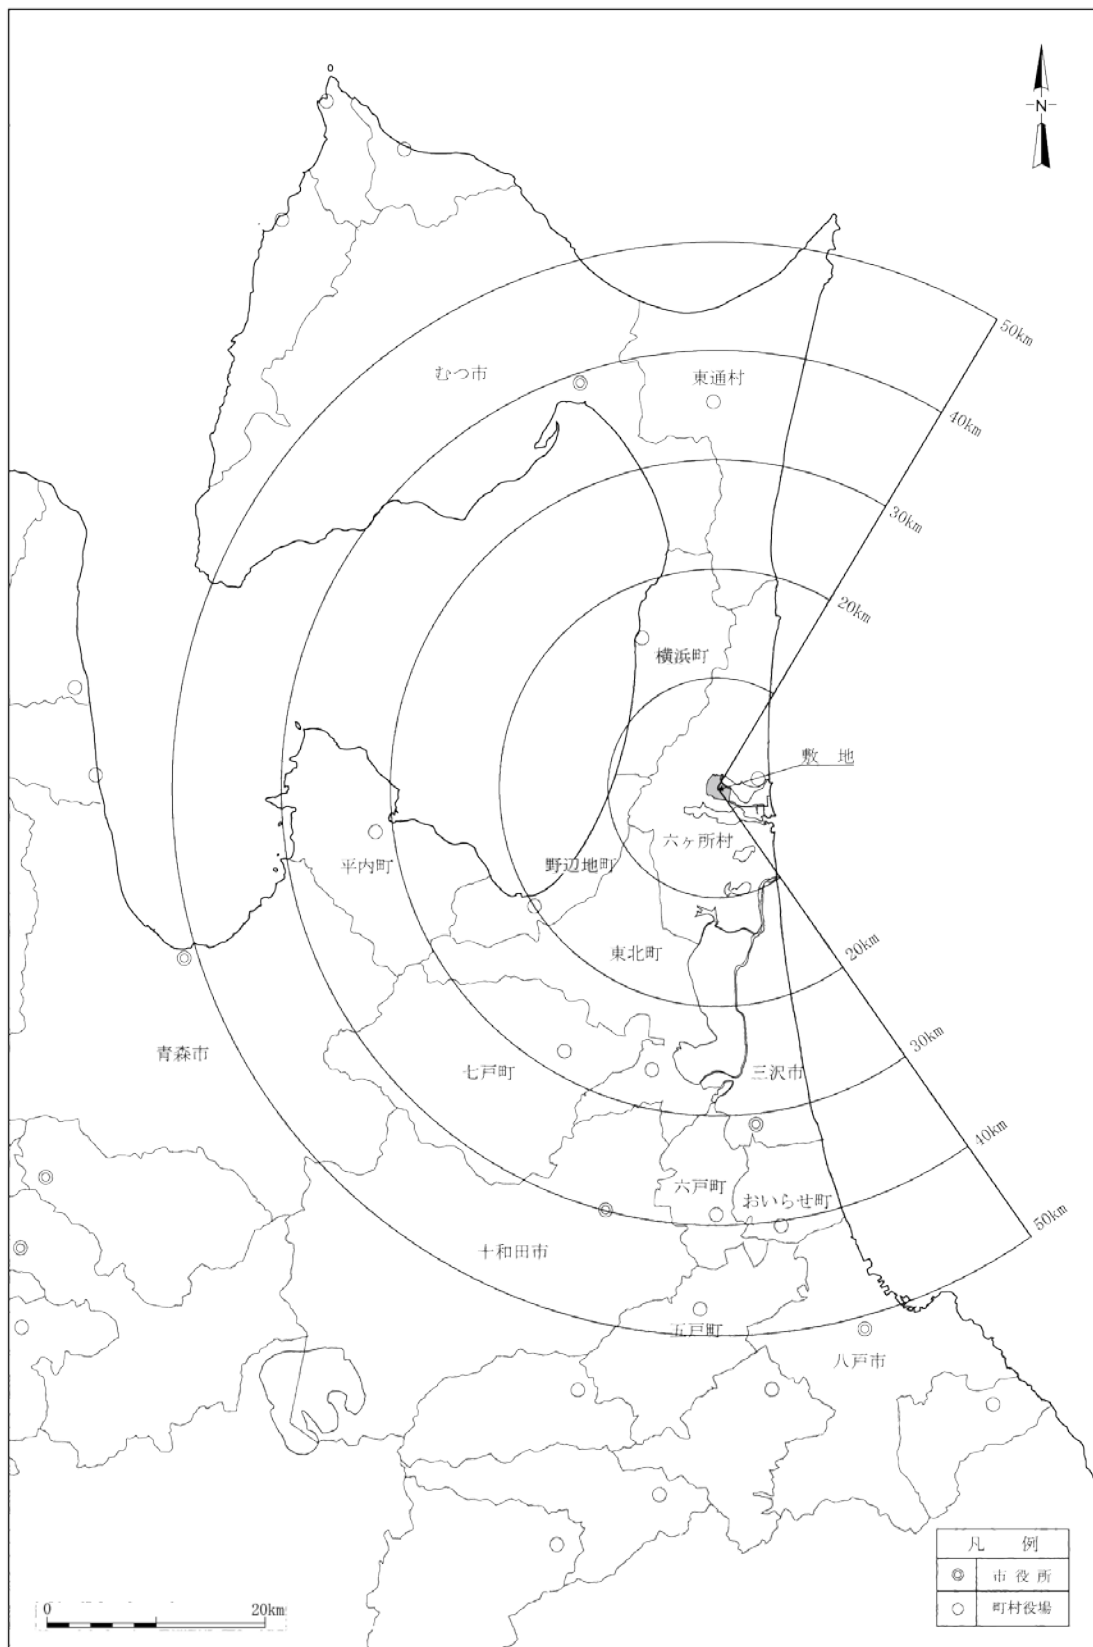 N
50km
むつ市
東通村
40km
30km
20km
横浜町
敷 地
六ヶ所村
平内町
野辺地町
東北町
20km
青森市
七戸町
三沢市
30km
40km
六戸町
おいらせ町
50km
十和田市
五戸町
八戸市
凡 例
市役所
町村役場
0 20km